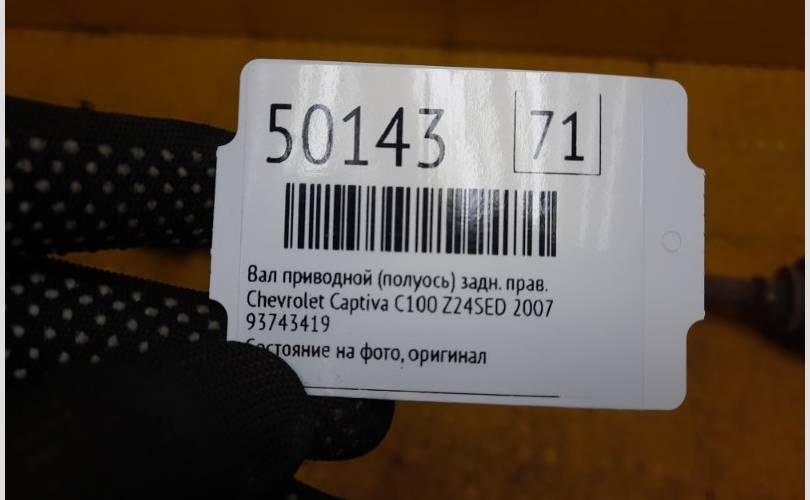 50143 71
Вал приводной (полуось) задн. прав.
Chevrolet Captiva C100 Z24SED 2007
93743419
Состояние на фото, оригинал